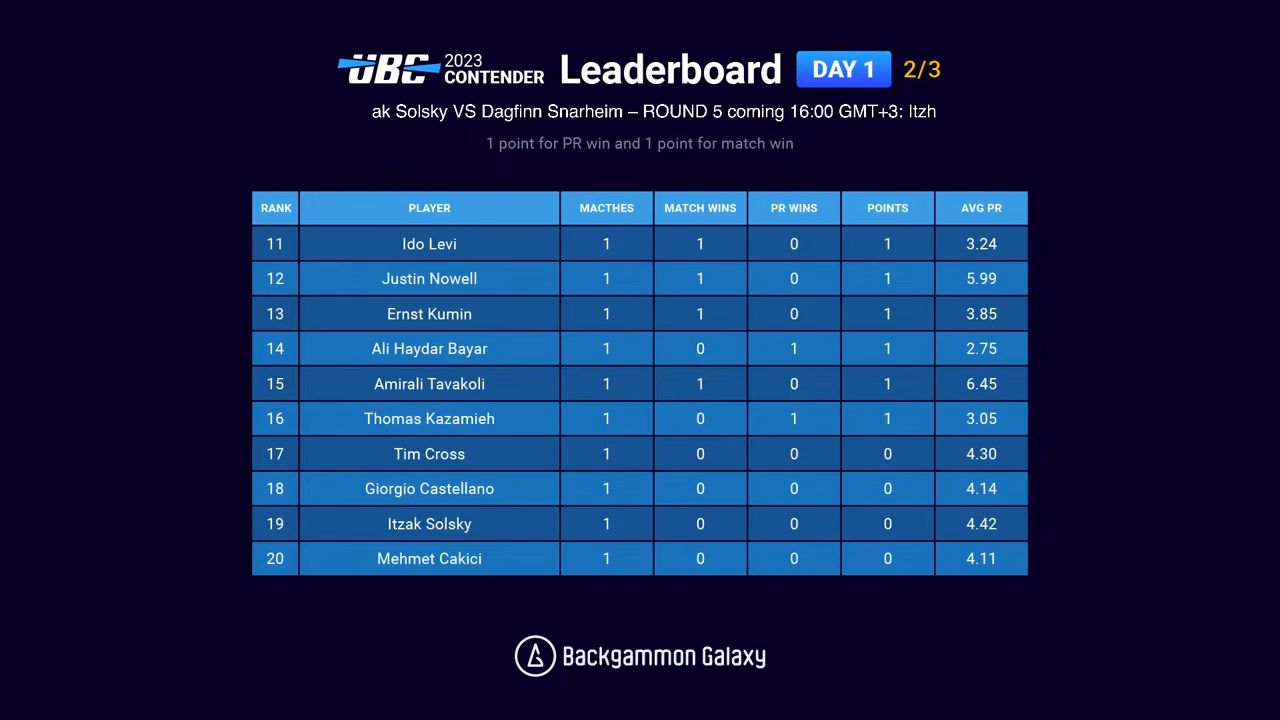 UBC 2023 CONTENDER Leaderboard DAY 1 2/3
ak Solsky VS Dagfinn Snarheim – ROUND 5 coming 16:00 GMT+3: Itzh
1 point for PR win and 1 point for match win
RANK PLAYER MACTHES MATCH WINS PR WINS POINTS AVG PR
11 Ido Levi 1 1 0 1 3.24
12 Justin Nowell 1 1 0 1 5.99
13 Ernst Kumin 1 1 0 1 3.85
14 Ali Haydar Bayar 1 0 1 1 2.75
15 Amirali Tavakoli 1 1 0 1 6.45
16 Thomas Kazamieh 1 0 1 1 3.05
17 Tim Cross 1 0 0 0 4.30
18 Giorgio Castellano 1 0 0 0 4.14
19 Itzak Solsky 1 0 0 0 4.42
20 Mehmet Cakici 1 0 0 0 4.11
Backgammon Galaxy